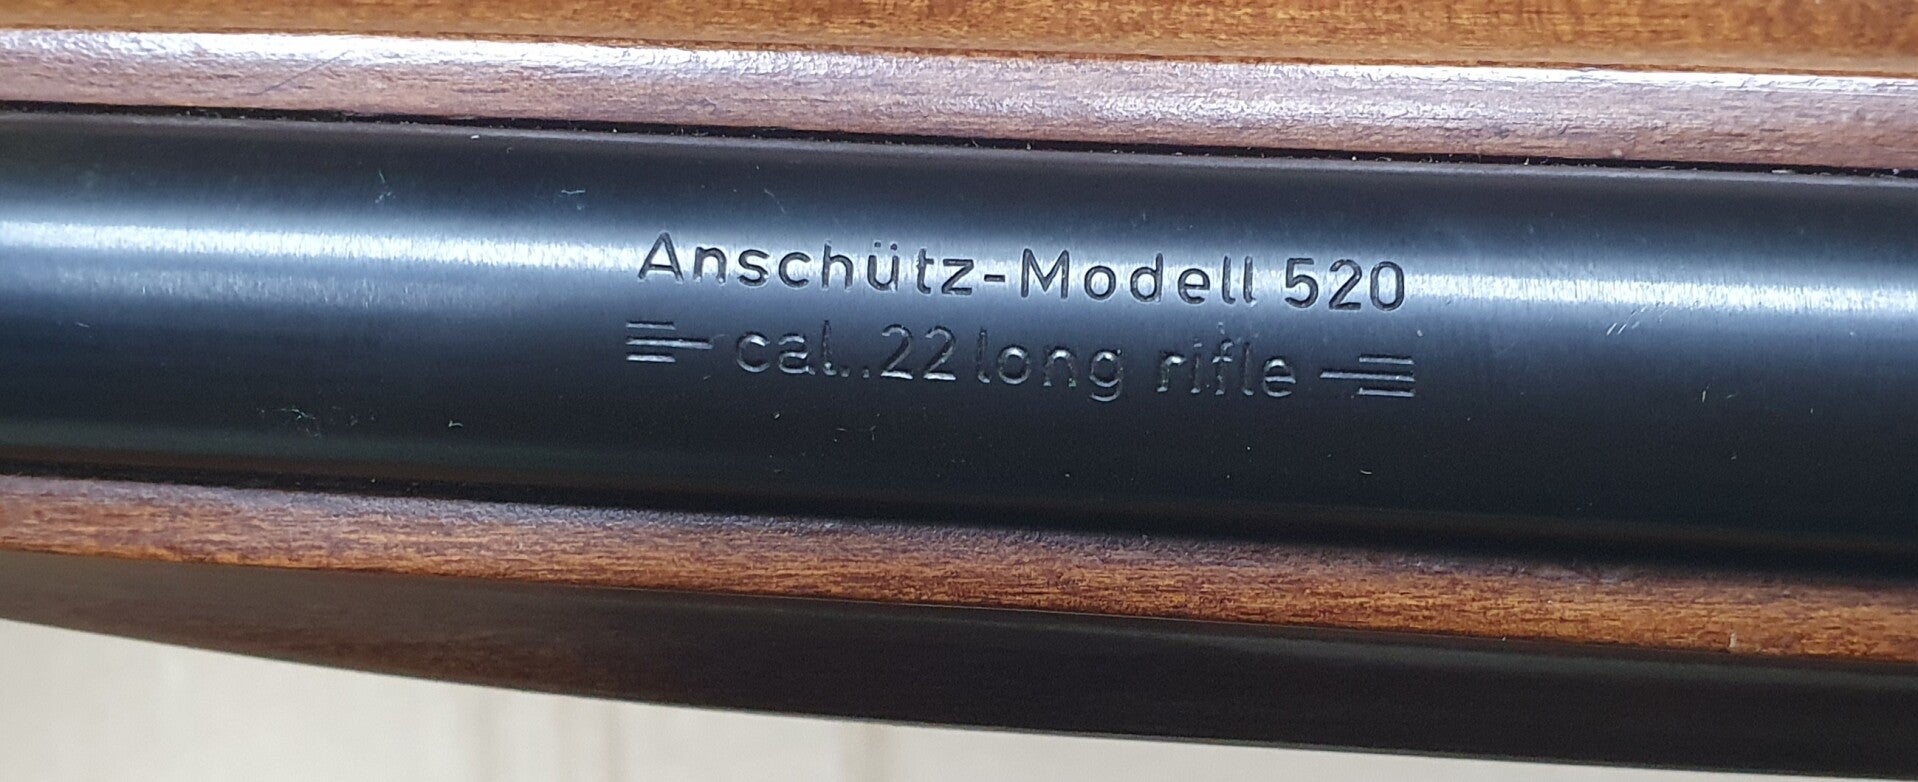 Anschütz-Modell 520
cal..22 long rifle